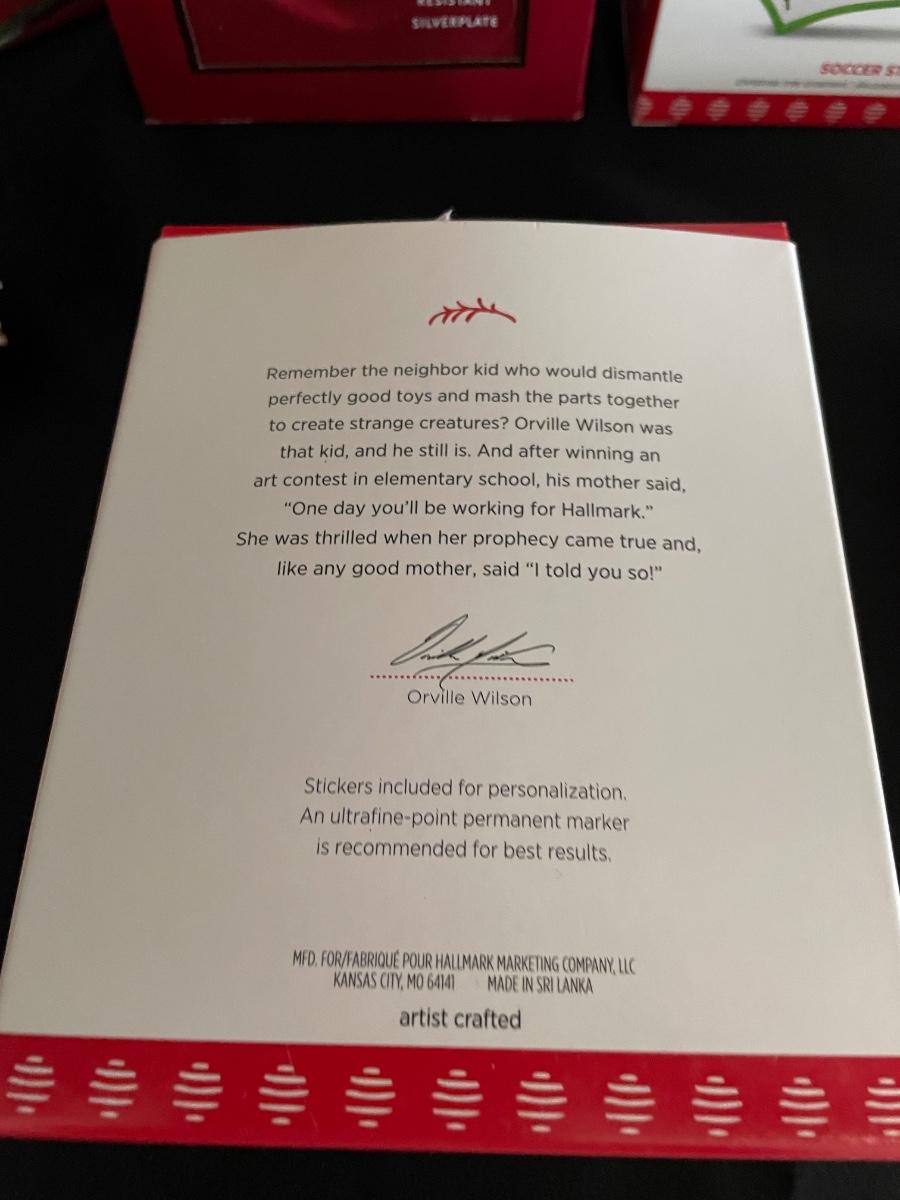 RESISTANT
SILVERPLATE
SOCCER
Remember the neighbor kid who would dismantle
perfectly good toys and mash the parts together
to create strange creatures? Orville Wilson was
that kid, and he still is. And after winning an
art contest in elementary school, his mother said,
“One day you’ll be working for Hallmark.”
She was thrilled when her prophecy came true and,
like any good mother, said “I told you so!”
Orville Wilson
Stickers included for personalization.
An ultrafine-point permanent marker
is recommended for best results.
MFD. FOR/FABRIQUÉ POUR HALLMARK MARKETING COMPANY, LLC
KANSAS CITY, MO 64141 MADE IN SRI LANKA
artist crafted